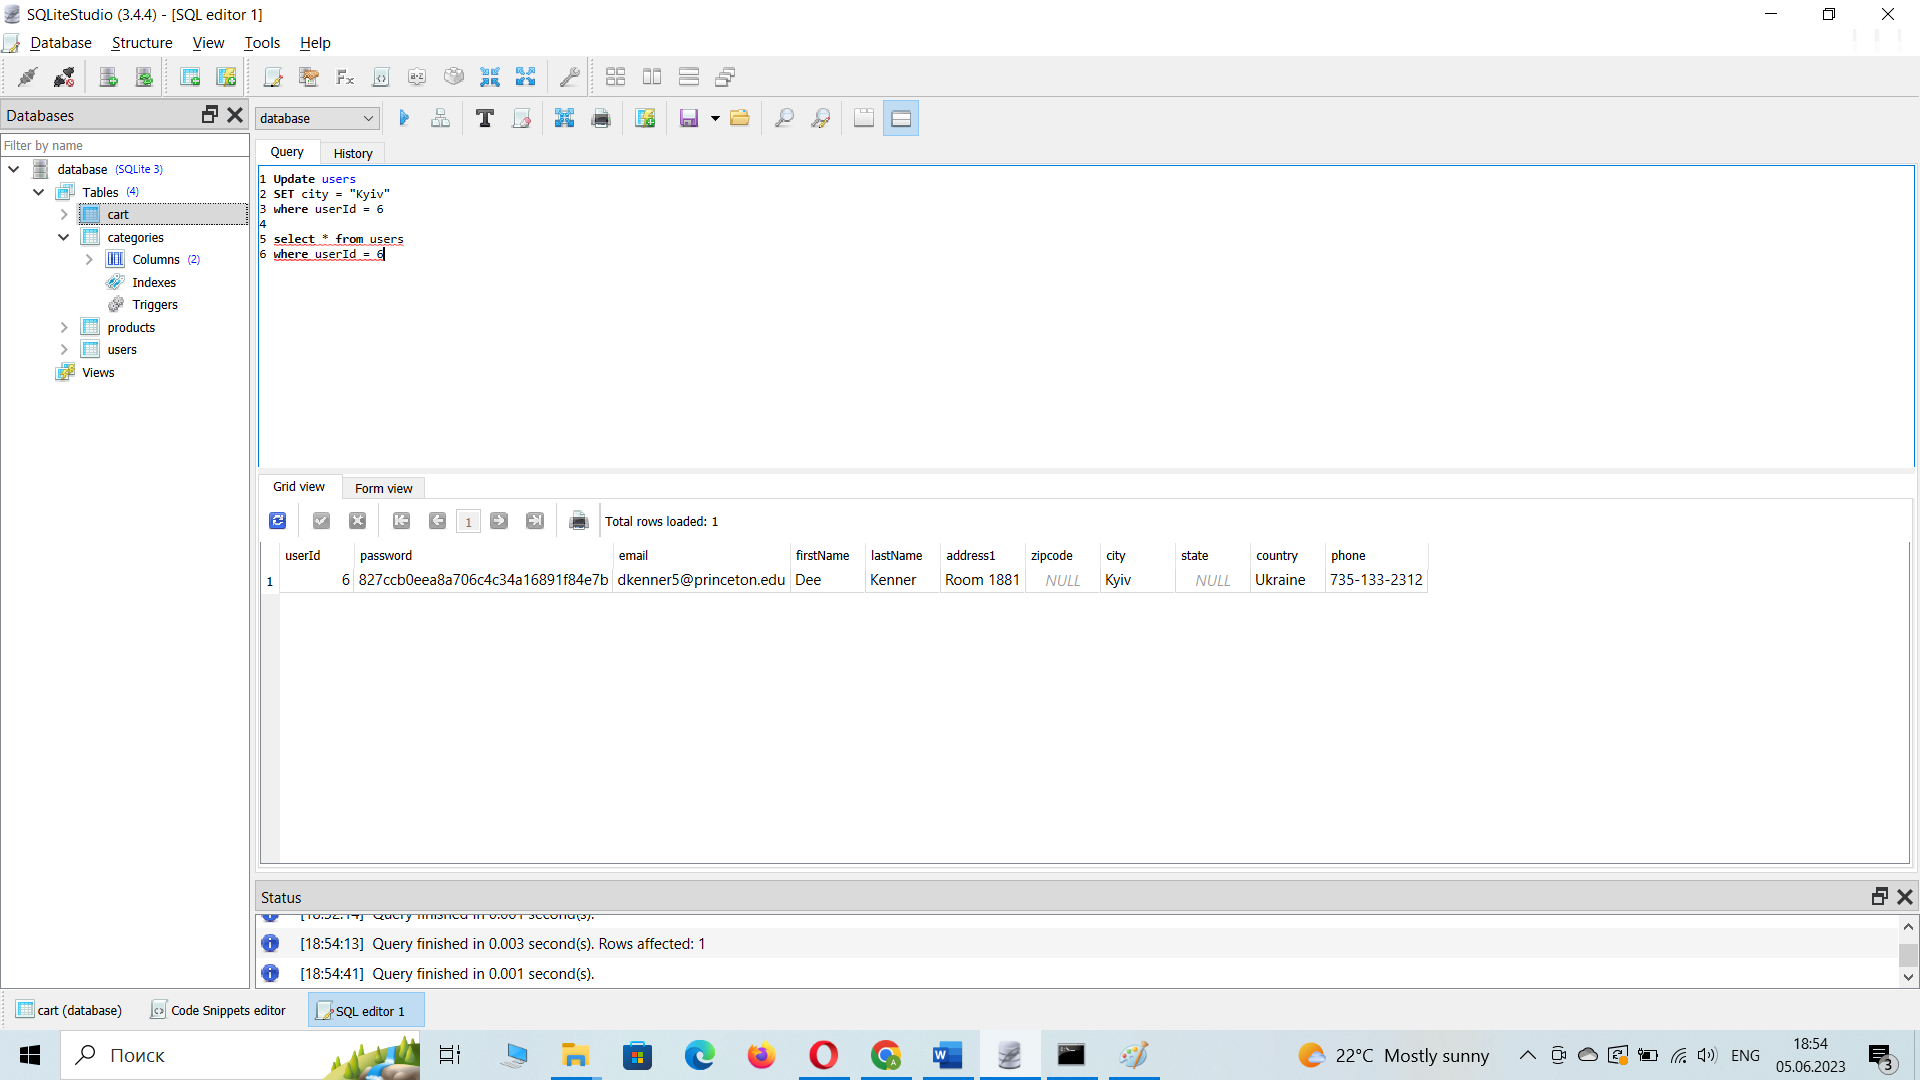 SQLiteStudio (3.4.4) - [SQL editor 1]
Database Structure View Tools Help
Databases
Filter by name
database (SQLite 3)
Tables (4)
cart
categories
Columns (2)
Indexes
Triggers
products
users
Views
database
Query History
1 Update users
2 SET city = "Kyiv"
3 where userId = 6
4
5 select * from users
6 where userId = 6
Grid view Form view
1 Total rows loaded: 1
userId password email firstName lastName address1 zipcode city state country phone
1 6 827ccb0eea8a706c4c34a16891f84e7b dkenner5@princeton.edu Dee Kenner Room 1881 NULL Kyiv NULL Ukraine 735-133-2312
Status
[18:52:14] Query finished in 0.001 second(s).
[18:54:13] Query finished in 0.003 second(s). Rows affected: 1
[18:54:41] Query finished in 0.001 second(s).
cart (database) Code Snippets editor SQL editor 1
Поиск
22°C Mostly sunny
ENG
18:54
05.06.2023
3